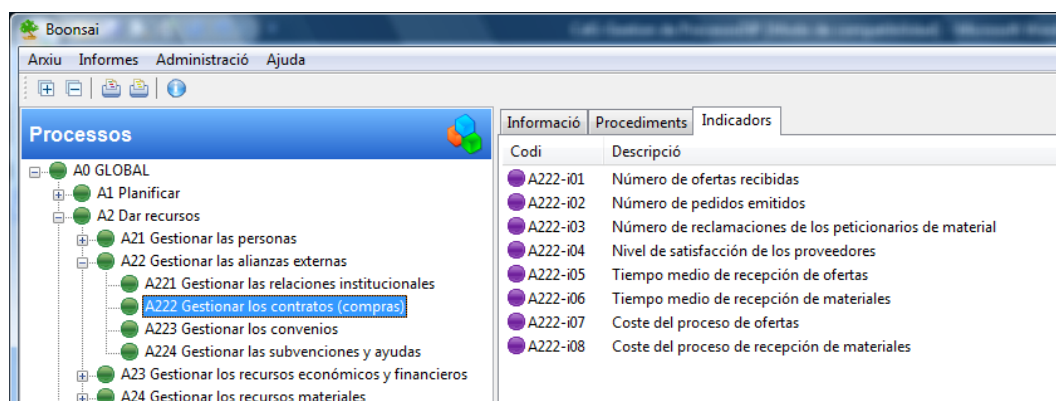 Boonsai
Arxiu Informes Administració Ajuda
Processos
A0 GLOBAL
A1 Planificar
A2 Dar recursos
A21 Gestionar las personas
A22 Gestionar las alianzas externas
A221 Gestionar las relaciones institucionales
A222 Gestionar los contratos (compras)
A223 Gestionar los convenios
A224 Gestionar las subvenciones y ayudas
A23 Gestionar los recursos económicos y financieros
A24 Gestionar los recursos materiales
Informació Procediments Indicadors
Codi Descripció
A222-i01 Número de ofertas recibidas
A222-i02 Número de pedidos emitidos
A222-i03 Número de reclamaciones de los peticionarios de material
A222-i04 Nivel de satisfacción de los proveedores
A222-i05 Tiempo medio de recepción de ofertas
A222-i06 Tiempo medio de recepción de materiales
A222-i07 Coste del proceso de ofertas
A222-i08 Coste del proceso de recepción de materiales